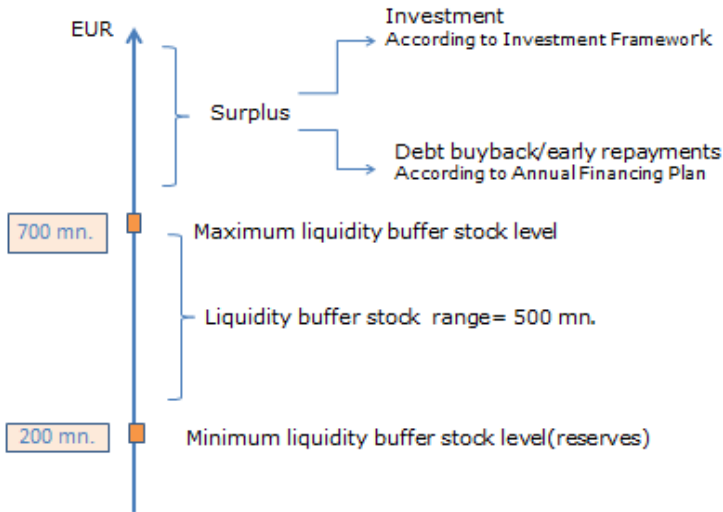 EUR
Investment
According to Investment Framework
Surplus
Debt buyback/early repayments
According to Annual Financing Plan
700 mn.
Maximum liquidity buffer stock level
Liquidity buffer stock range= 500 mn.
200 mn.
Minimum liquidity buffer stock level(reserves)